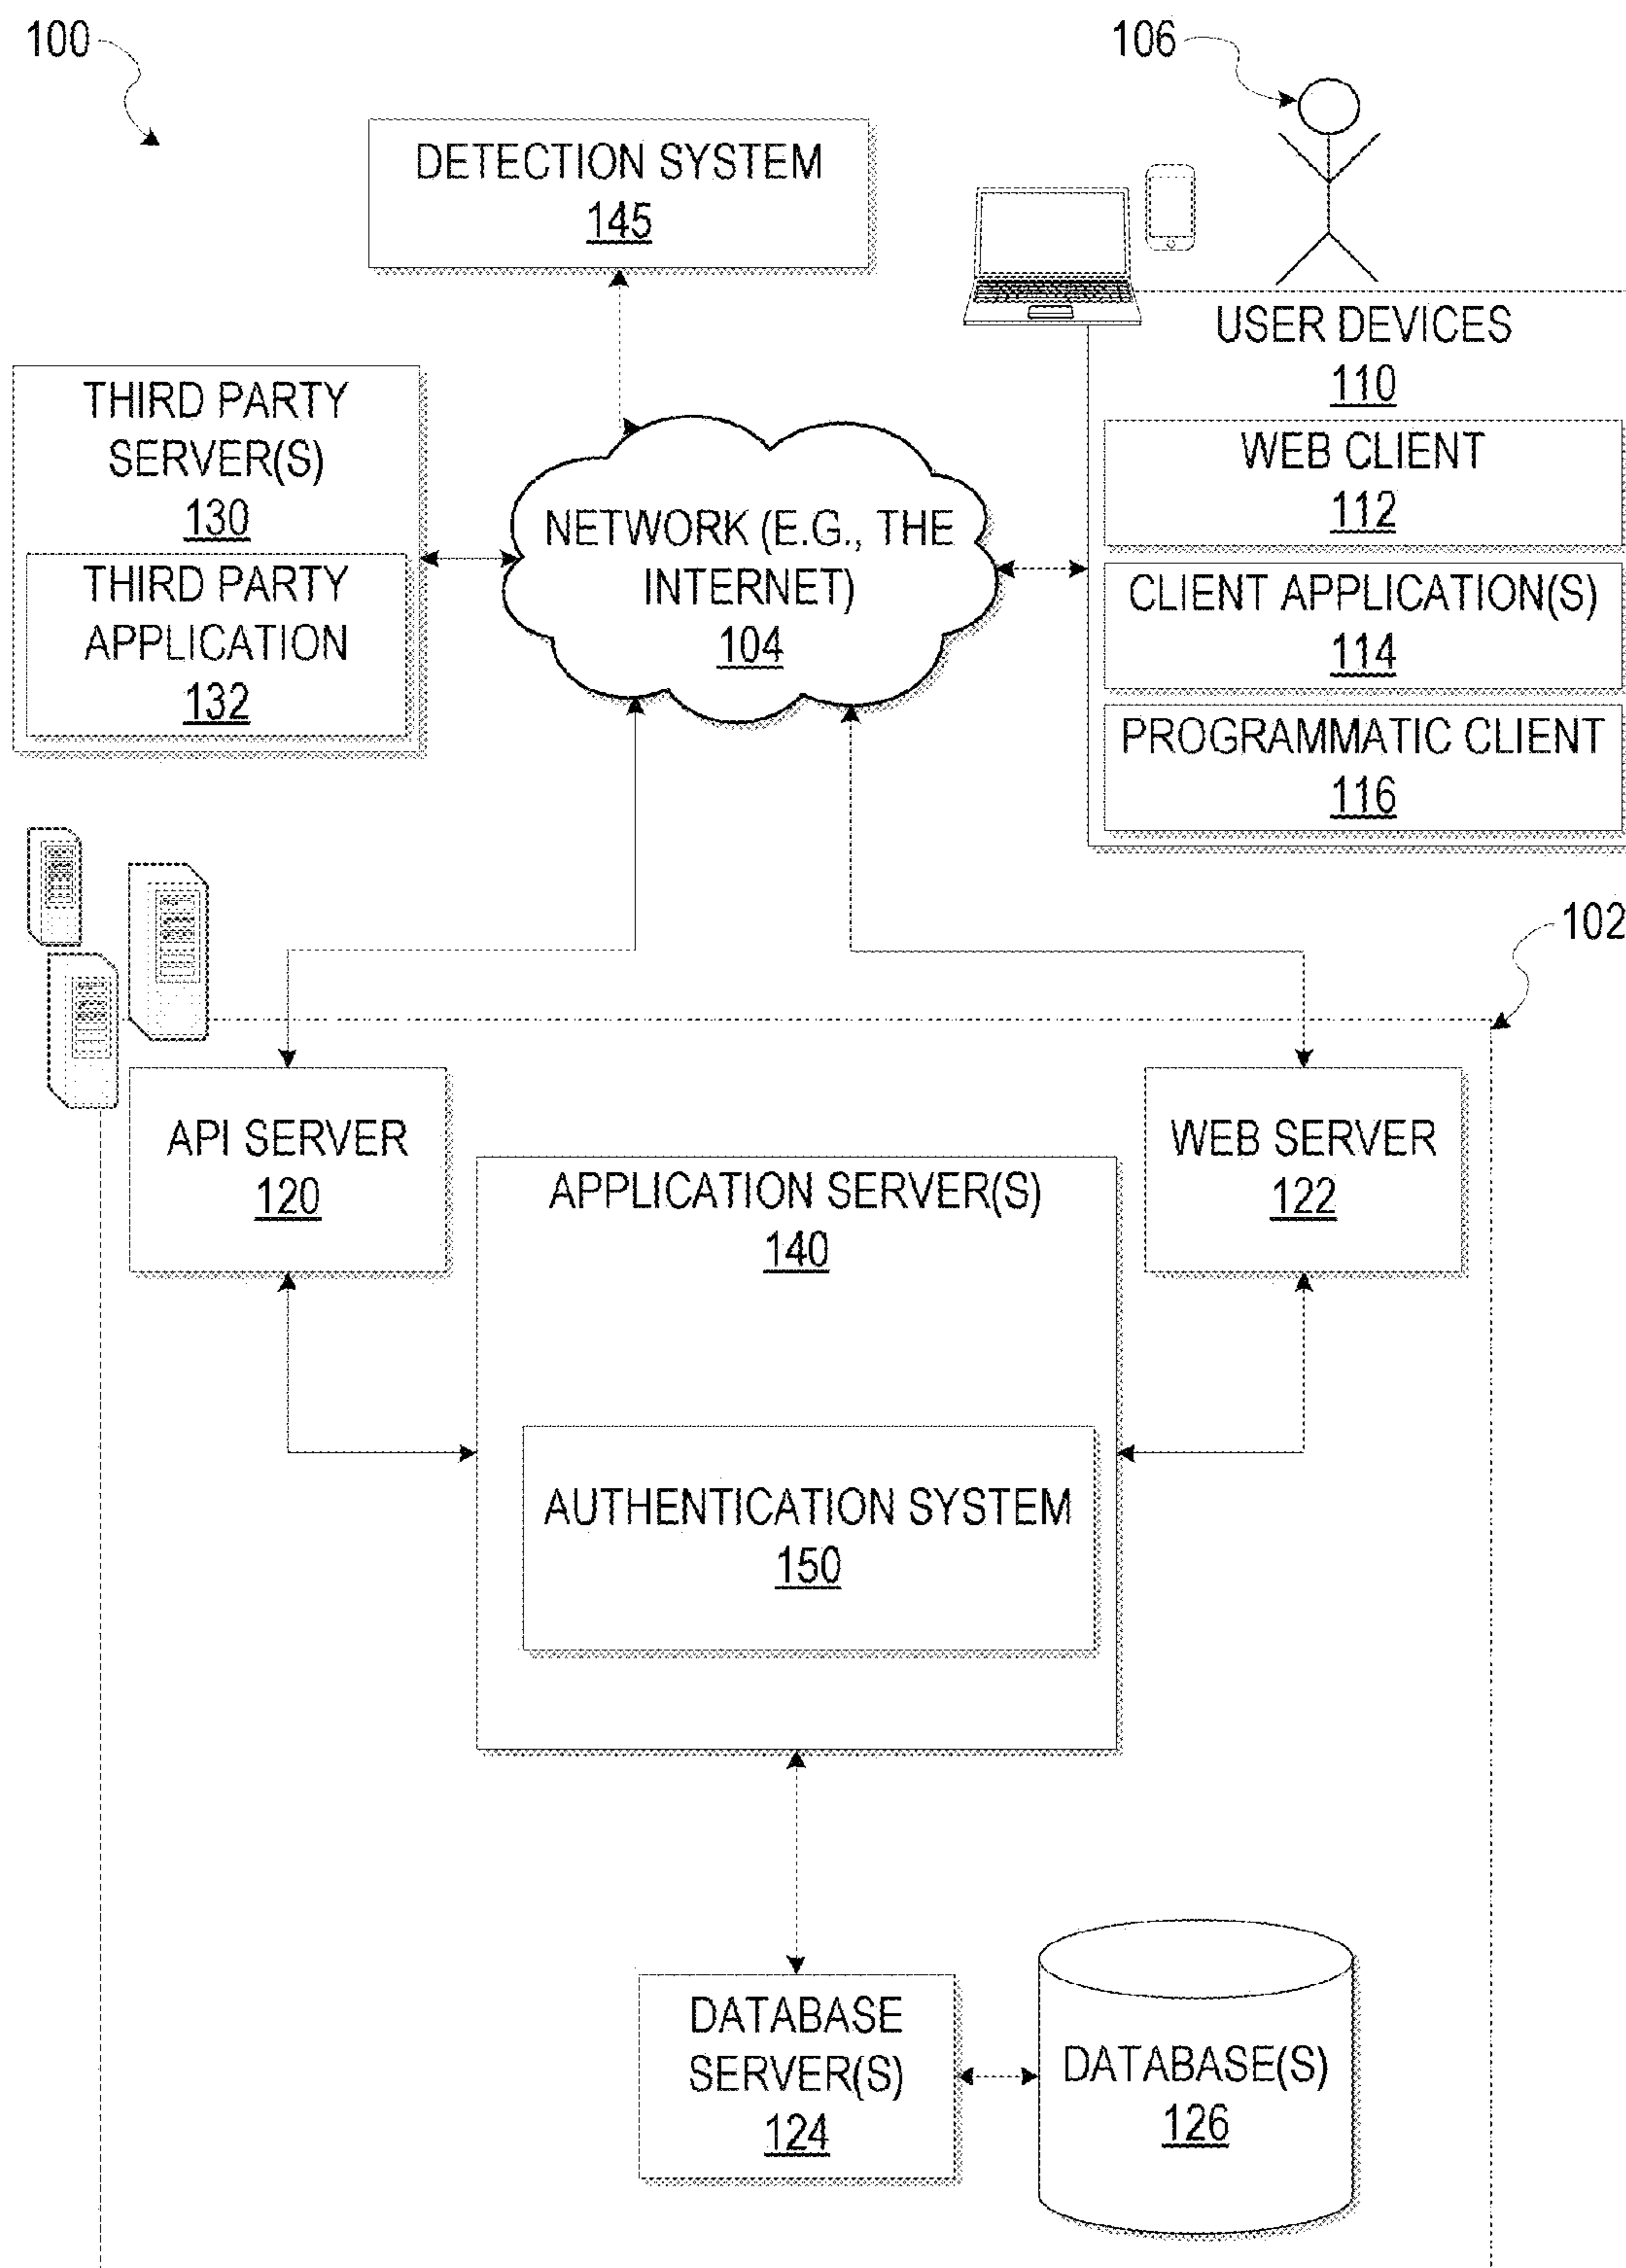 100
106
DETECTION SYSTEM
145
USER DEVICES
110
WEB CLIENT
112
CLIENT APPLICATION(S)
114
PROGRAMMATIC CLIENT
116
THIRD PARTY
SERVER(S)
130
THIRD PARTY
APPLICATION
132
NETWORK (E.G., THE
INTERNET)
104
102
API SERVER
120
WEB SERVER
122
APPLICATION SERVER(S)
140
AUTHENTICATION SYSTEM
150
DATABASE
SERVER(S)
124
DATABASE(S)
126